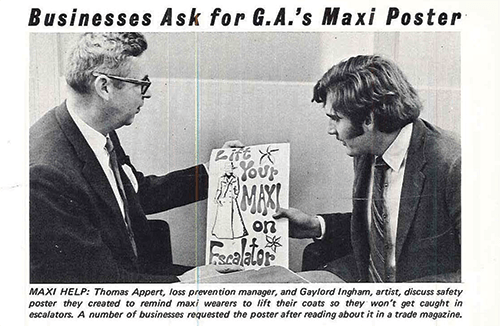 Businesses Ask for G.A.'s Maxi Poster
Lift
Your
MAXI
on
Escalator
MAXI HELP: Thomas Appert, loss prevention manager, and Gaylord Ingham, artist, discuss safety
poster they created to remind maxi wearers to lift their coats so they won't get caught in
escalators. A number of businesses requested the poster after reading about it in a trade magazine.